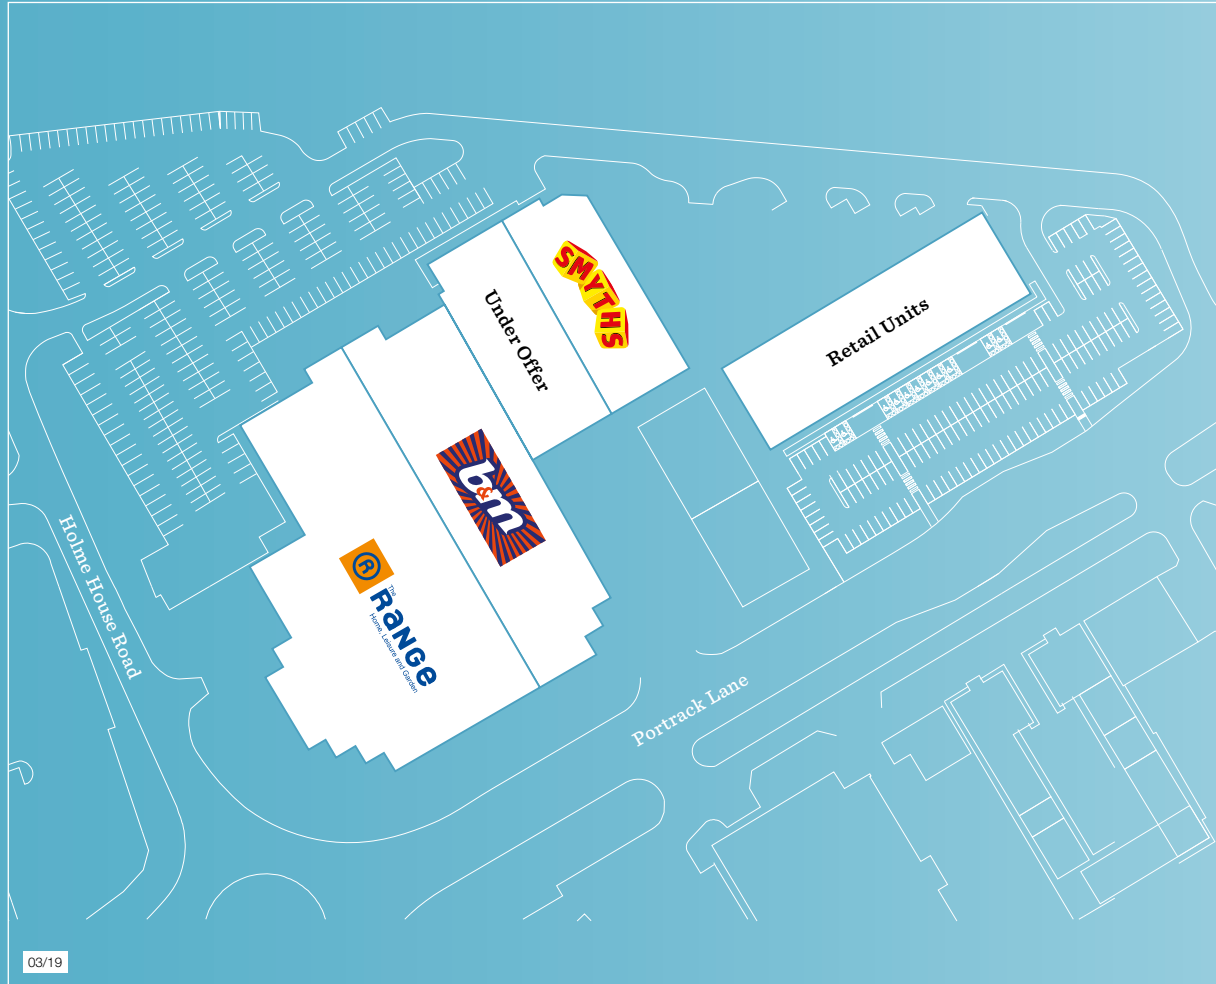 SMYTHS
Under Offer
Retail Units
b&m
R
The
RaNGe
Home, Leisure and Garden
Holme House Road
Portrack Lane
03/19